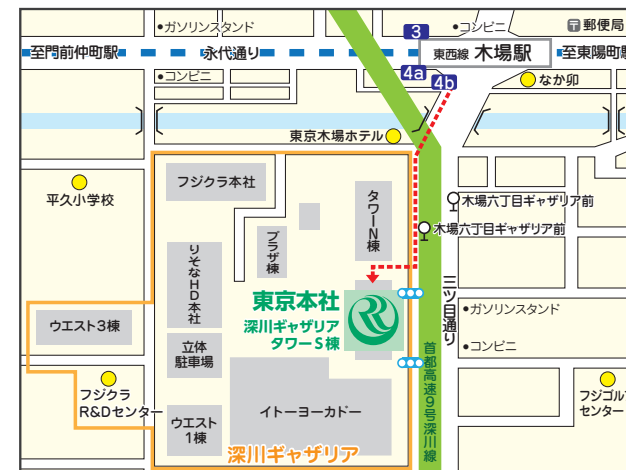 ガソリンスタンド
3
コンビニ
郵便局
至門前仲町駅
永代通り
東西線 木場駅
至東陽町駅
コンビニ
4a
4b
なか卯
東京木場ホテル
フジクラ本社
平久小学校
タワーN棟
木場六丁目ギャザリア前
木場六丁目ギャザリア前
プラザ棟
りそなHD本社
三ツ目通り
東京本社
深川ギャザリア
タワーS棟
ガソリンスタンド
ウエスト3棟
立体
駐車場
コンビニ
首都高速9号深川線
フジクラ
R&Dセンター
イトーヨーカドー
フジゴル
センター
ウエスト
1棟
深川ギャザリア